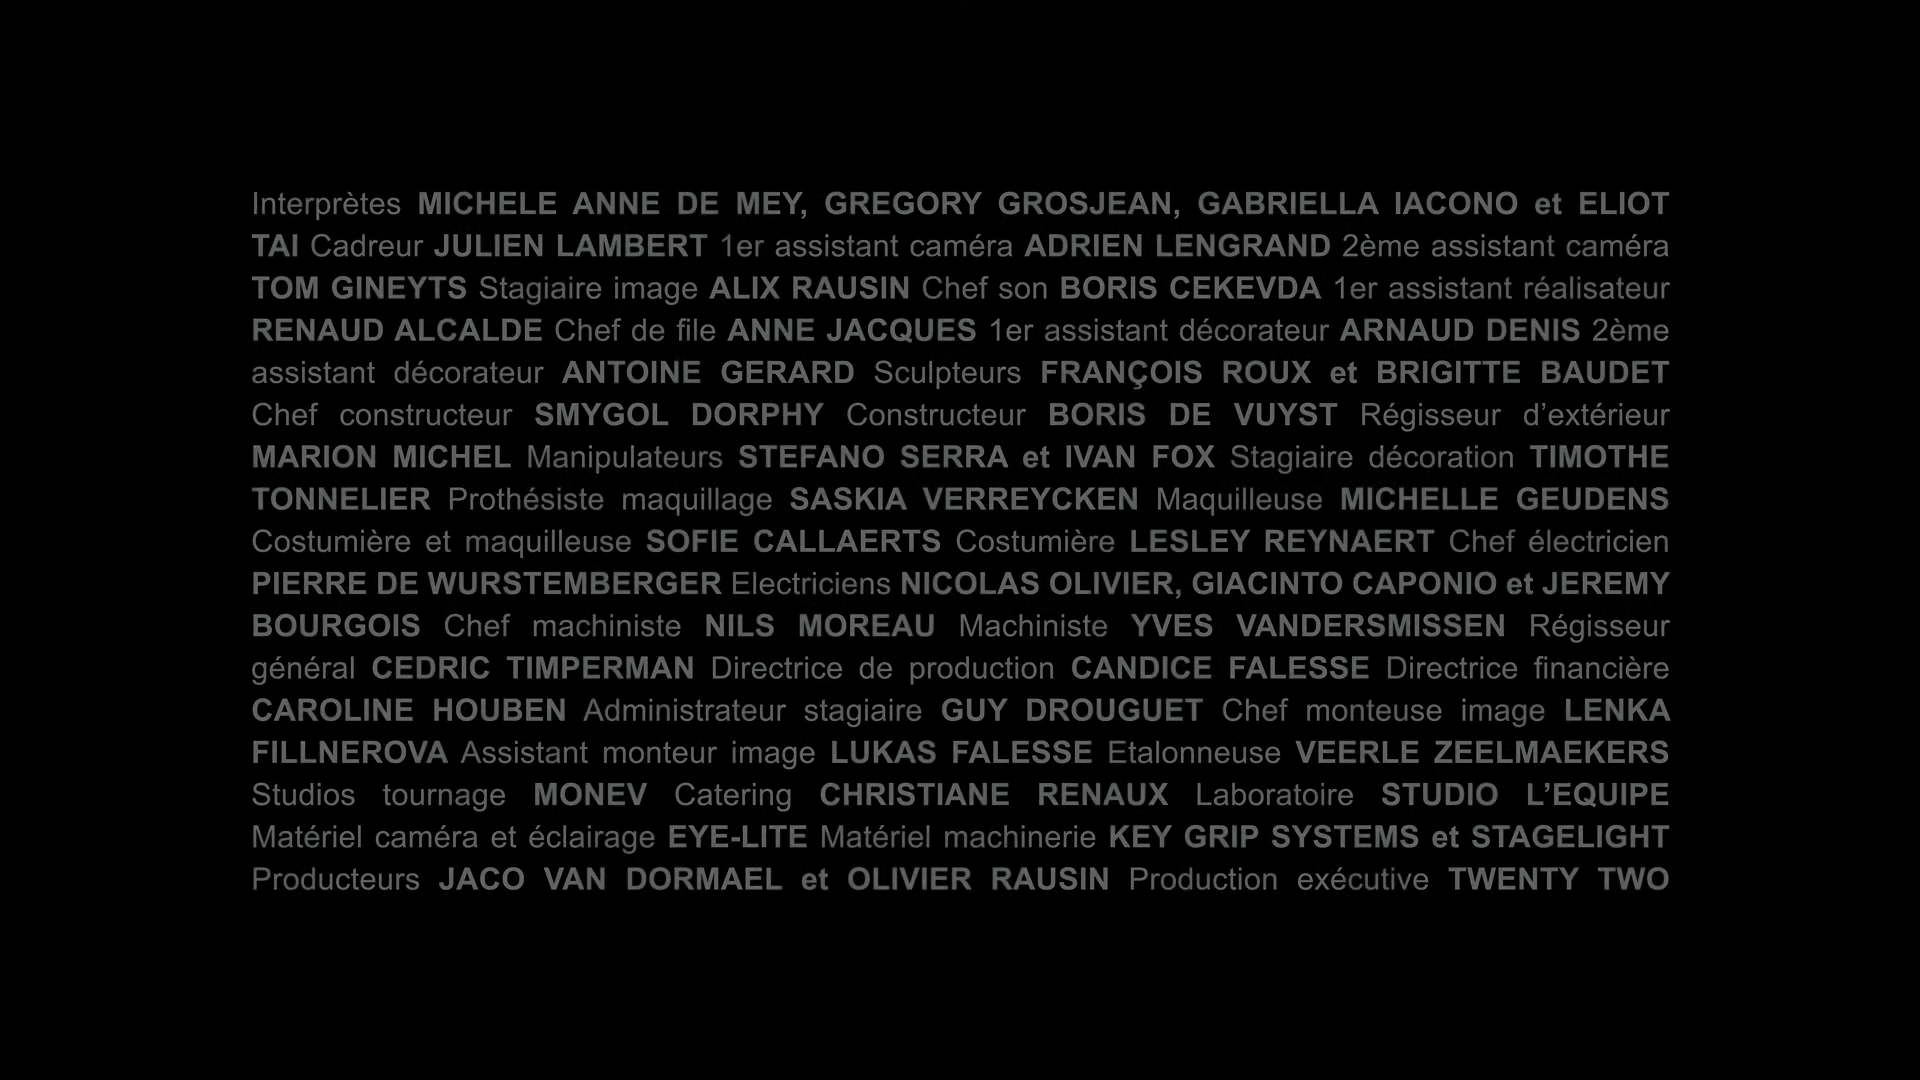 Interprètes MICHELE ANNE DE MEY, GREGORY GROSJEAN, GABRIELLA IACONO et ELIOT
TAI Cadreur JULIEN LAMBERT 1er assistant caméra ADRIEN LENGRAND 2ème assistant caméra
TOM GINEYTS Stagiaire image ALIX RAUSIN Chef son BORIS CEKEVDA 1er assistant réalisateur
RENAUD ALCALDE Chef de file ANNE JACQUES 1er assistant décorateur ARNAUD DENIS 2ème
assistant décorateur ANTOINE GERARD Sculpteurs FRANÇOIS ROUX et BRIGITTE BAUDET
Chef constructeur SMYGOL DORPHY Constructeur BORIS DE VUYST Régisseur d’extérieur
MARION MICHEL Manipulateurs STEFANO SERRA et IVAN FOX Stagiaire décoration TIMOTHE
TONNELIER Prothésiste maquillage SASKIA VERREYCKEN Maquilleuse MICHELLE GEUDENS
Costumière et maquilleuse SOFIE CALLAERTS Costumière LESLEY REYNAERT Chef électricien
PIERRE DE WURSTEMBERGER Electriciens NICOLAS OLIVIER, GIACINTO CAPONIO et JEREMY
BOURGOIS Chef machiniste NILS MOREAU Machiniste YVES VANDERSMISSEN Régisseur
général CEDRIC TIMPERMAN Directrice de production CANDICE FALESSE Directrice financière
CAROLINE HOUBEN Administrateur stagiaire GUY DROUGUET Chef monteuse image LENKA
FILLNEROVA Assistant monteur image LUKAS FALESSE Etalonneuse VEERLE ZEELMAEKERS
Studios tournage MONEV Catering CHRISTIANE RENAUX Laboratoire STUDIO L’EQUIPE
Matériel caméra et éclairage EYE-LITE Matériel machinerie KEY GRIP SYSTEMS et STAGELIGHT
Producteurs JACO VAN DORMAEL et OLIVIER RAUSIN Production exécutive TWENTY TWO